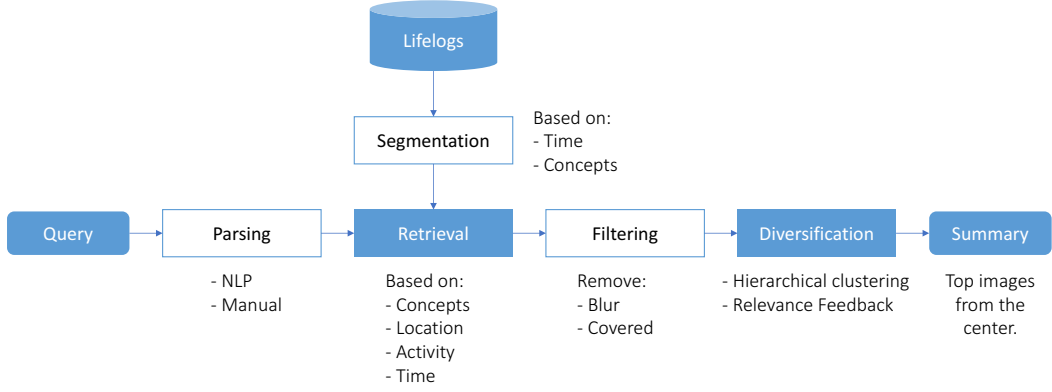 Lifelogs
Segmentation
Based on:
- Time
- Concepts
Query
Parsing
Retrieval
Filtering
Diversification
Summary
- NLP
- Manual
Based on:
- Concepts
- Location
- Activity
- Time
Remove:
- Blur
- Covered
- Hierarchical clustering
- Relevance Feedback
Top images
from the
center.